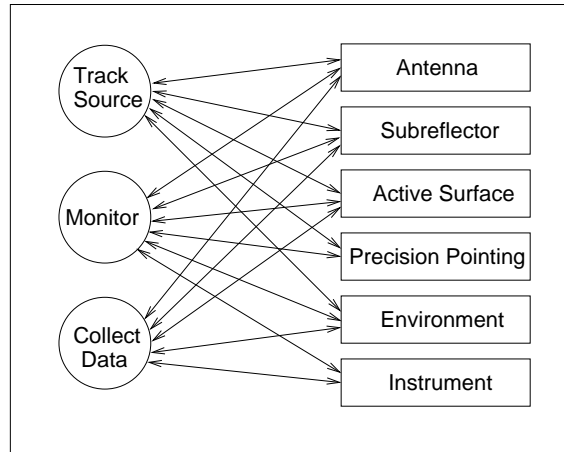 Track
Source
Monitor
Collect
Data
Antenna
Subreflector
Active Surface
Precision Pointing
Environment
Instrument